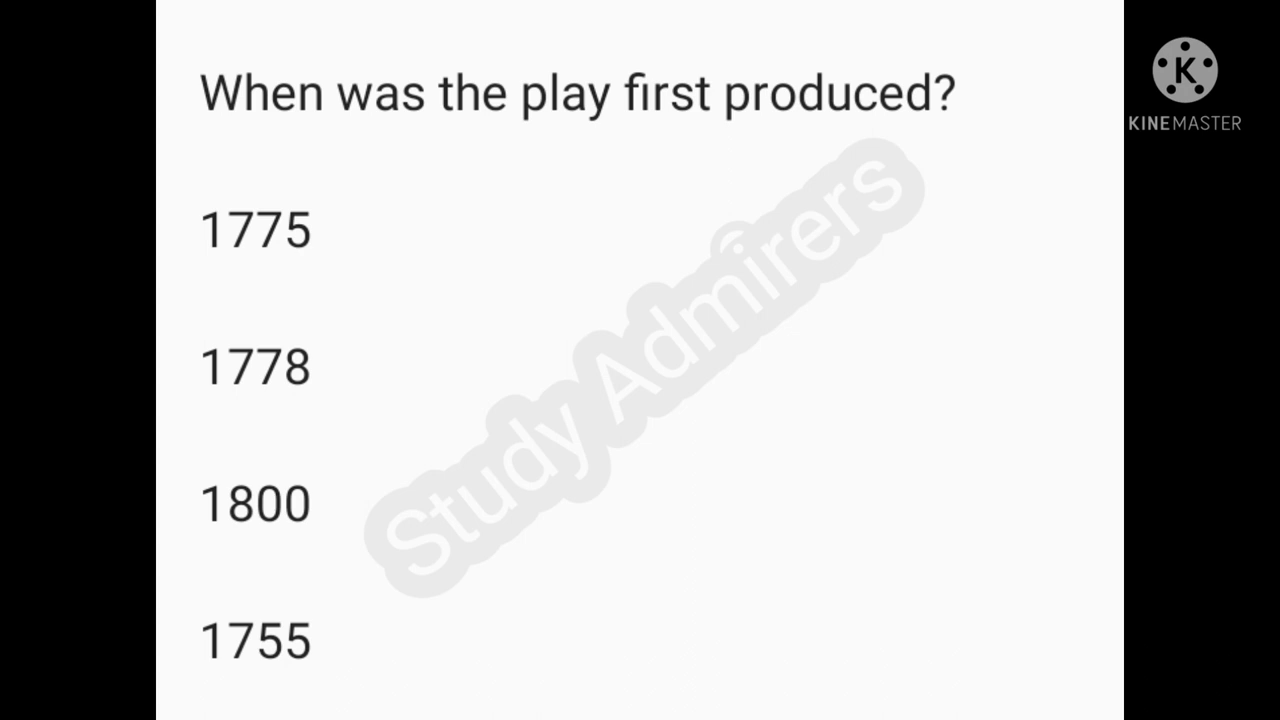 When was the play first produced?
1775
1778
1800
1755
Study Admirers
K
KINEMASTER